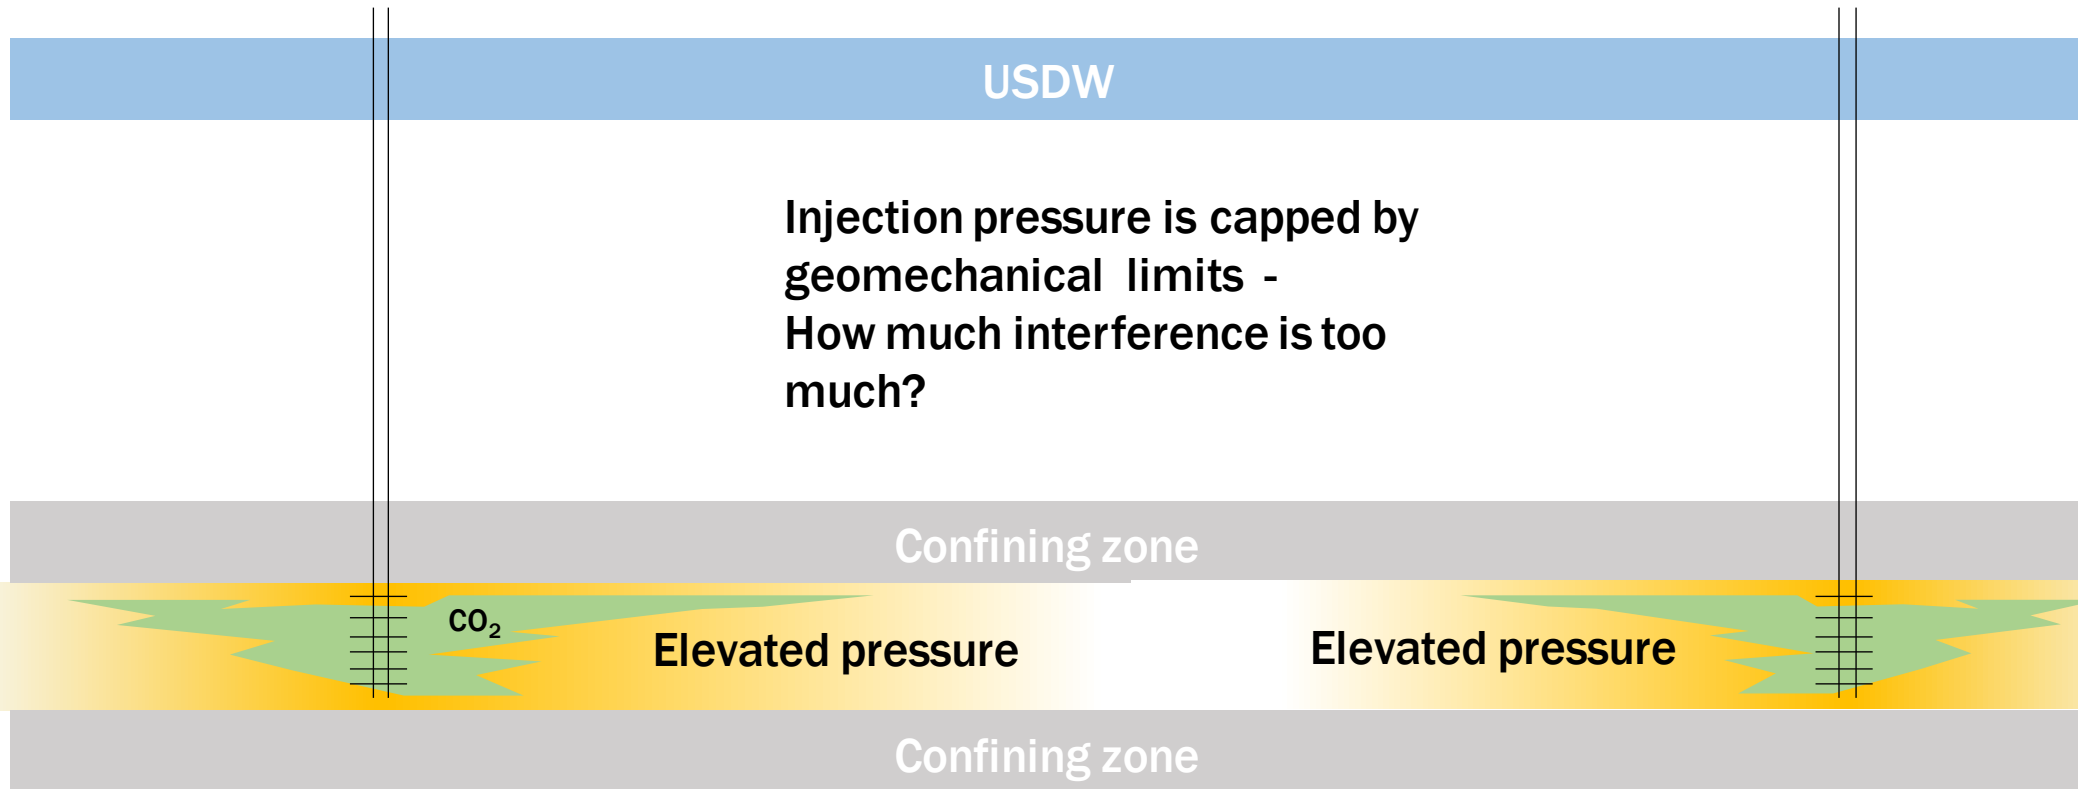 USDW
Injection pressure is capped by
geomechanical limits -
How much interference is too
much?
Confining zone
CO₂
Elevated pressure
Elevated pressure
Confining zone